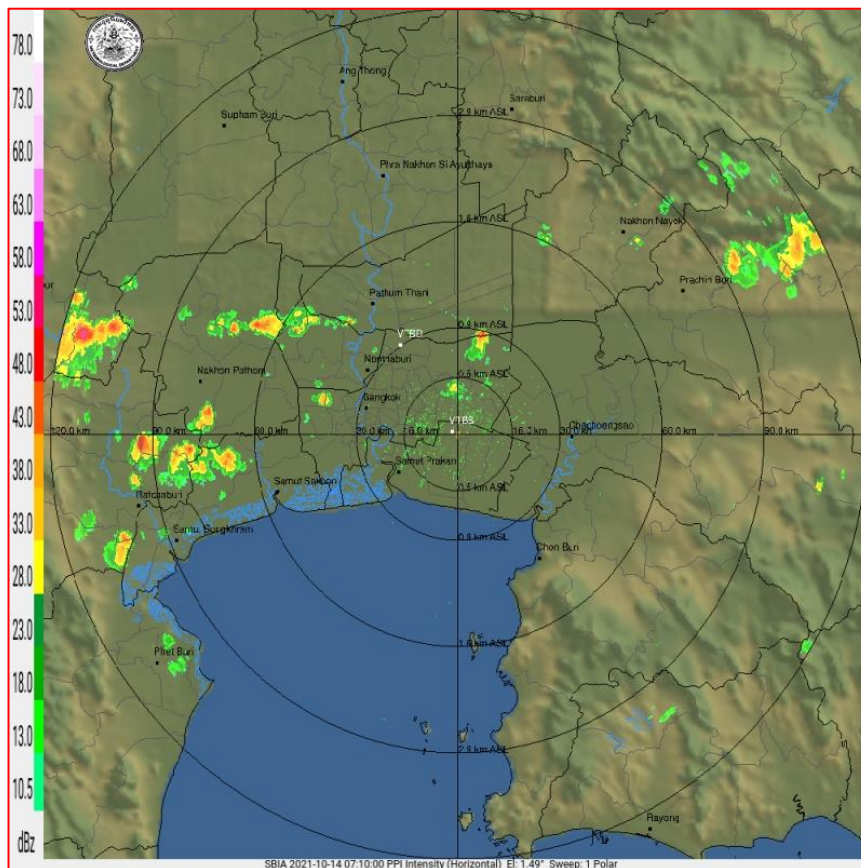 78.0
73.0
68.0
63.0
58.0
53.0
48.0
43.0
38.0
33.0
28.0
23.0
18.0
13.0
10.5
dBz
Ang Thong
Saraburi
2.9 km ASL
Supham Buri
Phra Nakhon Si Ayutthaya
1.8 km ASL
Nakhon Nayok
Prachin Buri
Pathum Thani
0.9 km ASL
VTBD
Nonthaburi
0.5 km ASL
Nakhon Pathom
Bangkok
VTBS
120.0 km
90.0 km
60.0 km
30.0 km
16.0 km
16.2 km
30.0 km
Chachoengsao
60.0 km
90.0 km
Samut Prakan
0.5 km ASL
Samut Sakhon
Ratchaburi
Samut Songkhram
0.9 km ASL
Chon Buri
1.8 km ASL
Phet Buri
2.9 km ASL
Rayong
SBIA 2021-10-14 07:10:00 PPI Intensity (Horizontal) El: 1.49° Sweep: 1 Polar